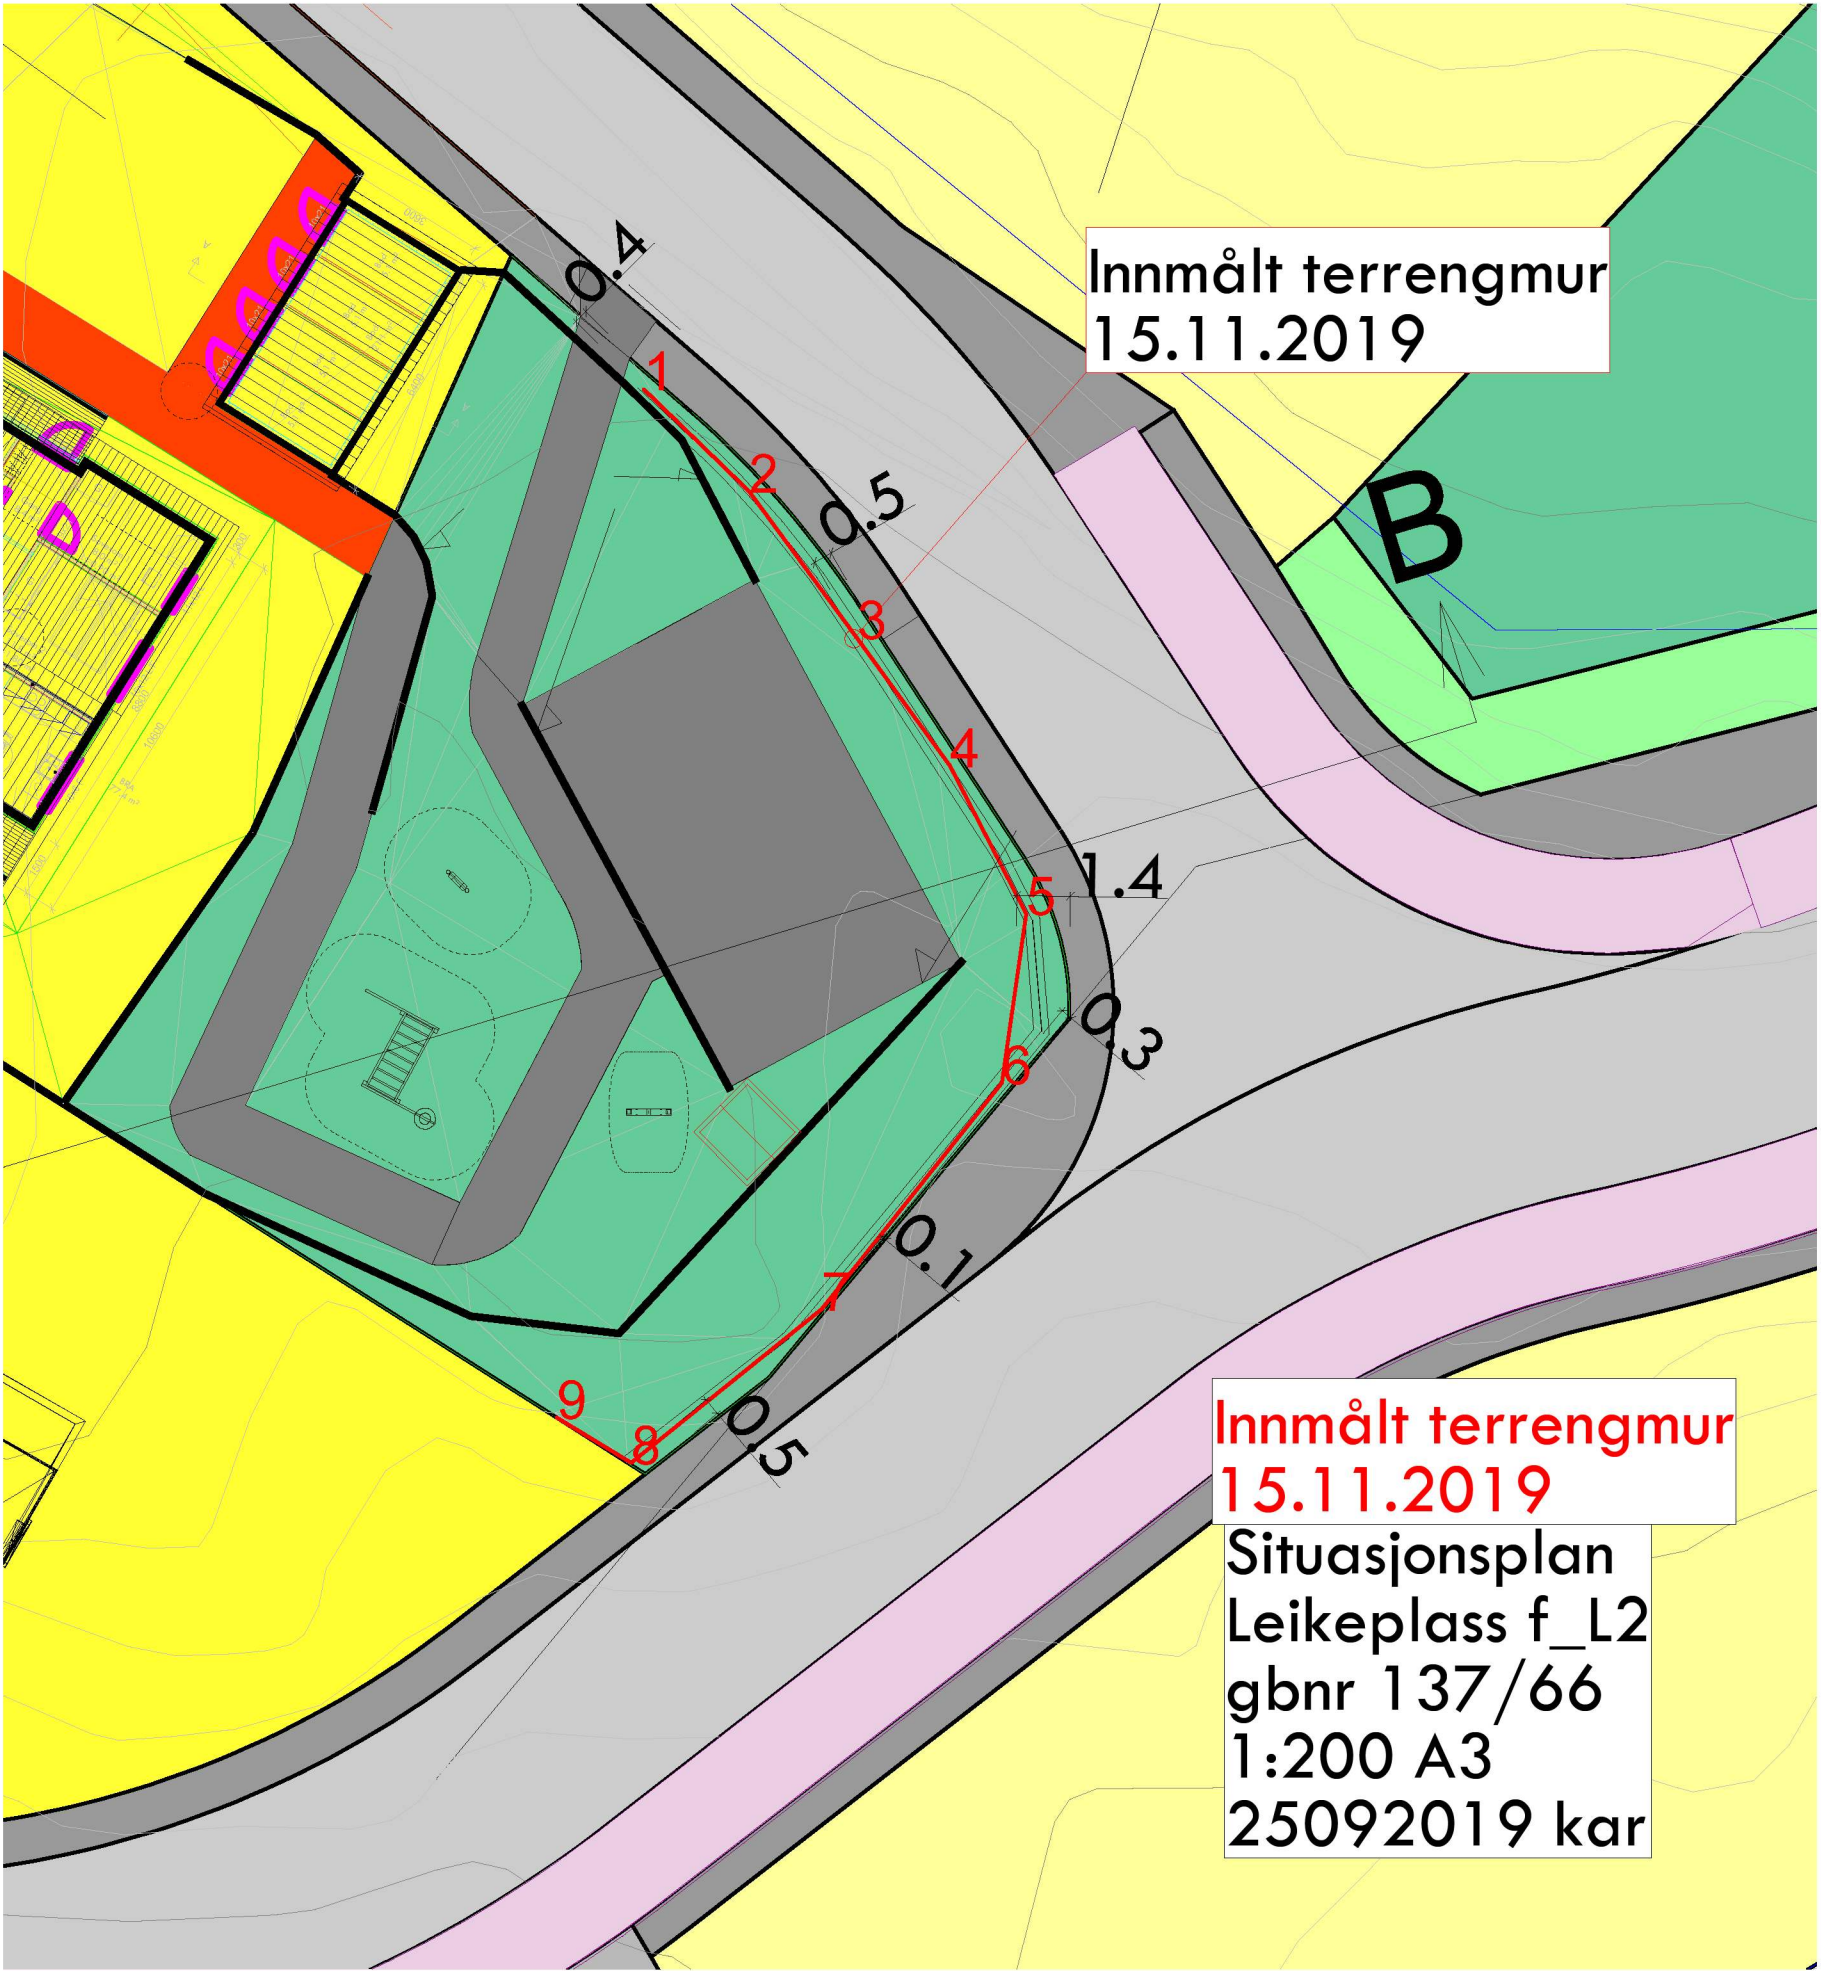 0.4
Innmålt terrengmur
15.11.2019
1
2
0.5
B
3
4
1.4
5
0.3
6
0.1
7
9
8
0.5
Innmålt terrengmur
15.11.2019
Situasjonsplan
Leikeplass f_L2
gbnr 137/66
1:200 A3
25092019 kar